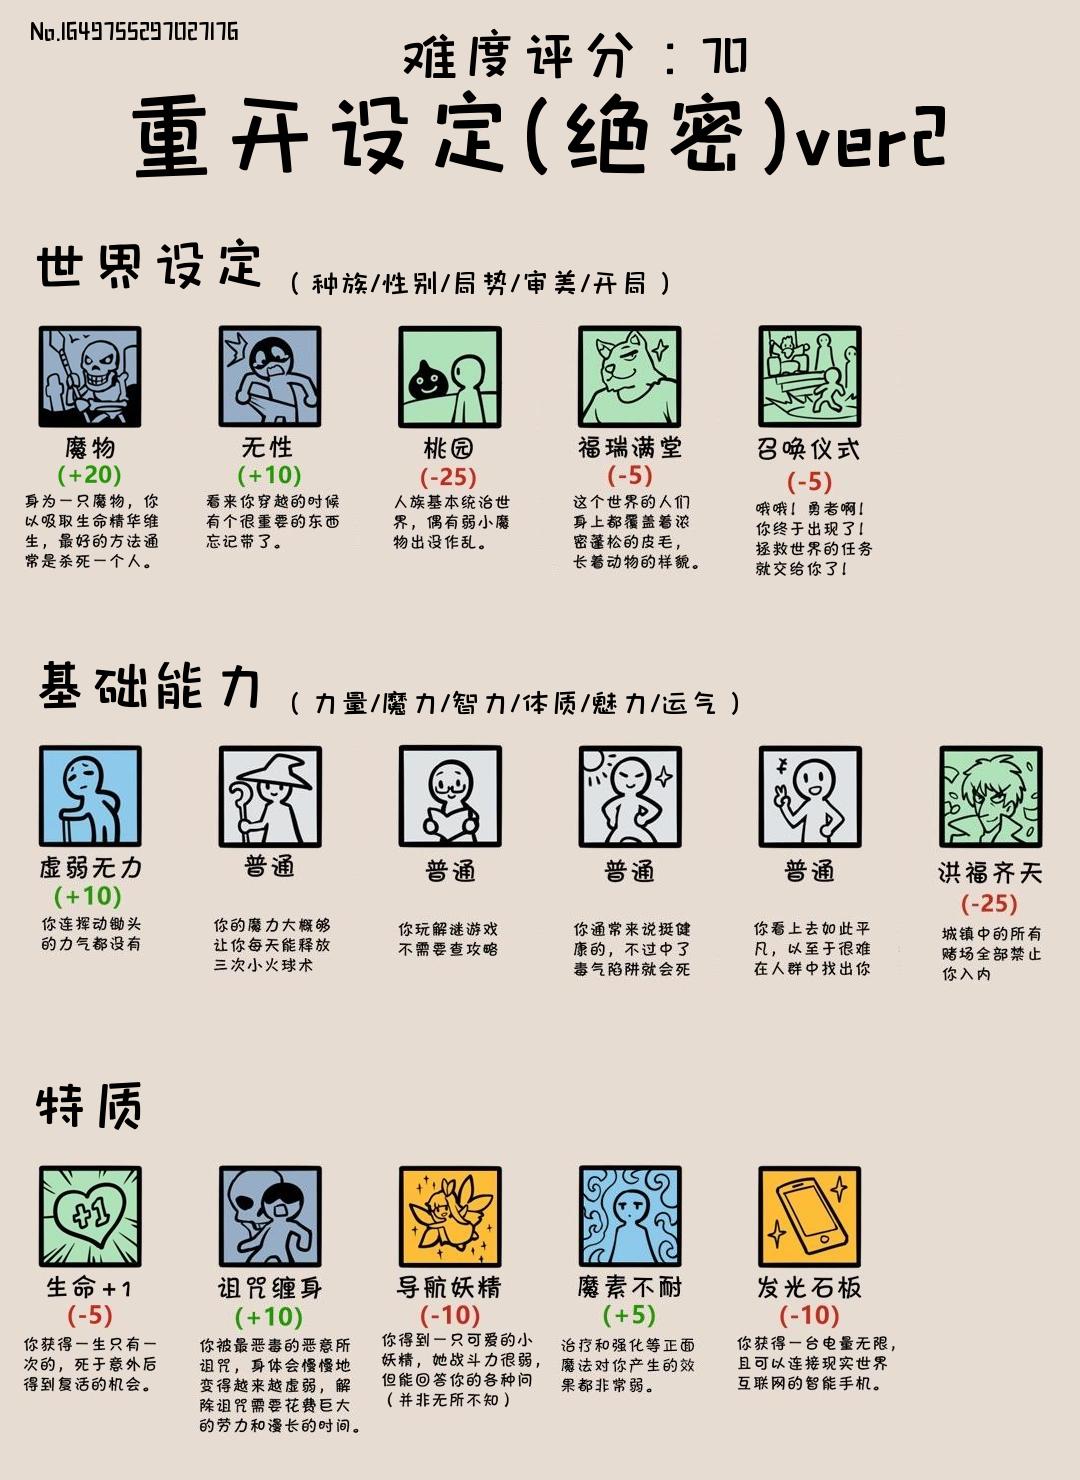 No.1649755297027176
难度评分：70
重开设定(绝密)ver2
世界设定 (种族/性别/局势/审美/开局)
魔物
(+20)
身为一只魔物，你
以吸取生命精华维
生，最好的方法通
常是杀死一个人。
无性
(+10)
看来你穿越的时候
有个很重要的东西
忘记带了。
桃园
(-25)
人族基本统治世
界，偶有弱小魔
物出没作乱。
福瑞满堂
(-5)
这个世界的人们
身上都覆盖着浓
密蓬松的皮毛，
长着动物的样貌。
召唤仪式
(-5)
哦哦！勇者啊！
你终于出现了！
拯救世界的任务
就交给你了！
基础能力 (力量/魔力/智力/体质/魅力/运气)
虚弱无力
(+10)
你连挥动锄头
的力气都没有
普通
你的魔力大概够
让你每天能释放
三次小火球术
普通
你玩解谜游戏
不需要查攻略
普通
你通常来说挺健
康的，不过中了
毒气陷阱就会死
普通
你看上去如此平
凡，以至于很难
在人群中找出你
洪福齐天
(-25)
城镇中的所有
赌场全部禁止
你入内
特质
+1
生命+1
(-5)
你获得一生只有一
次的，死于意外后
得到复活的机会。
诅咒缠身
(+10)
你被最恶毒的恶意所
诅咒，身体会慢慢地
变得越来越虚弱，解
除诅咒需要花费巨大
的劳力和漫长的时间。
导航妖精
(-10)
你得到一只可爱的小
妖精，她战斗力很弱，
但能回答你的各种问
(并非无所不知)
魔素不耐
(+5)
治疗和强化等正面
魔法对你产生的效
果都非常弱。
发光石板
(-10)
你获得一台电量无限，
且可以连接现实世界
互联网的智能手机。